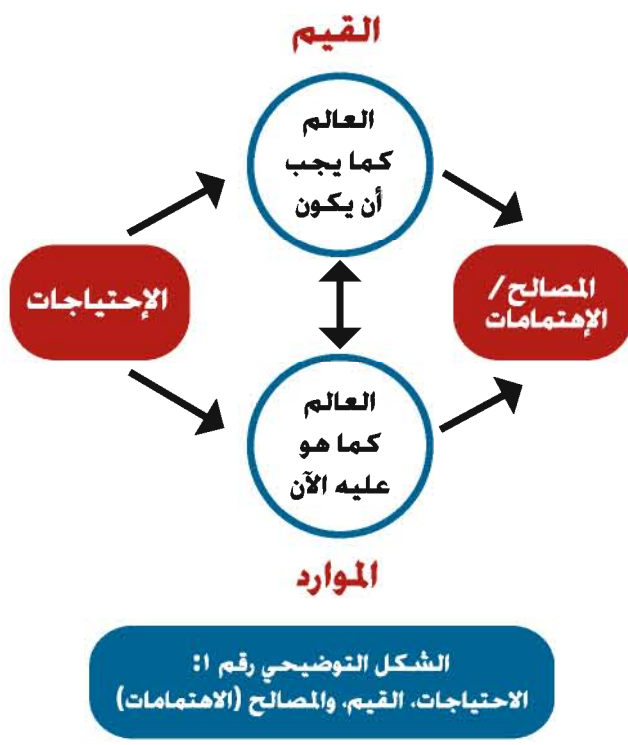 القيم
العالم
كما يجب
أن يكون
الإحتياجات
المصالح/
الإهتمامات
العالم
كما هو
عليه الآن
الموارد
الشكل التوضيحي رقم ١:
الاحتياجات، القيم، والمصالح (الاهتمامات)